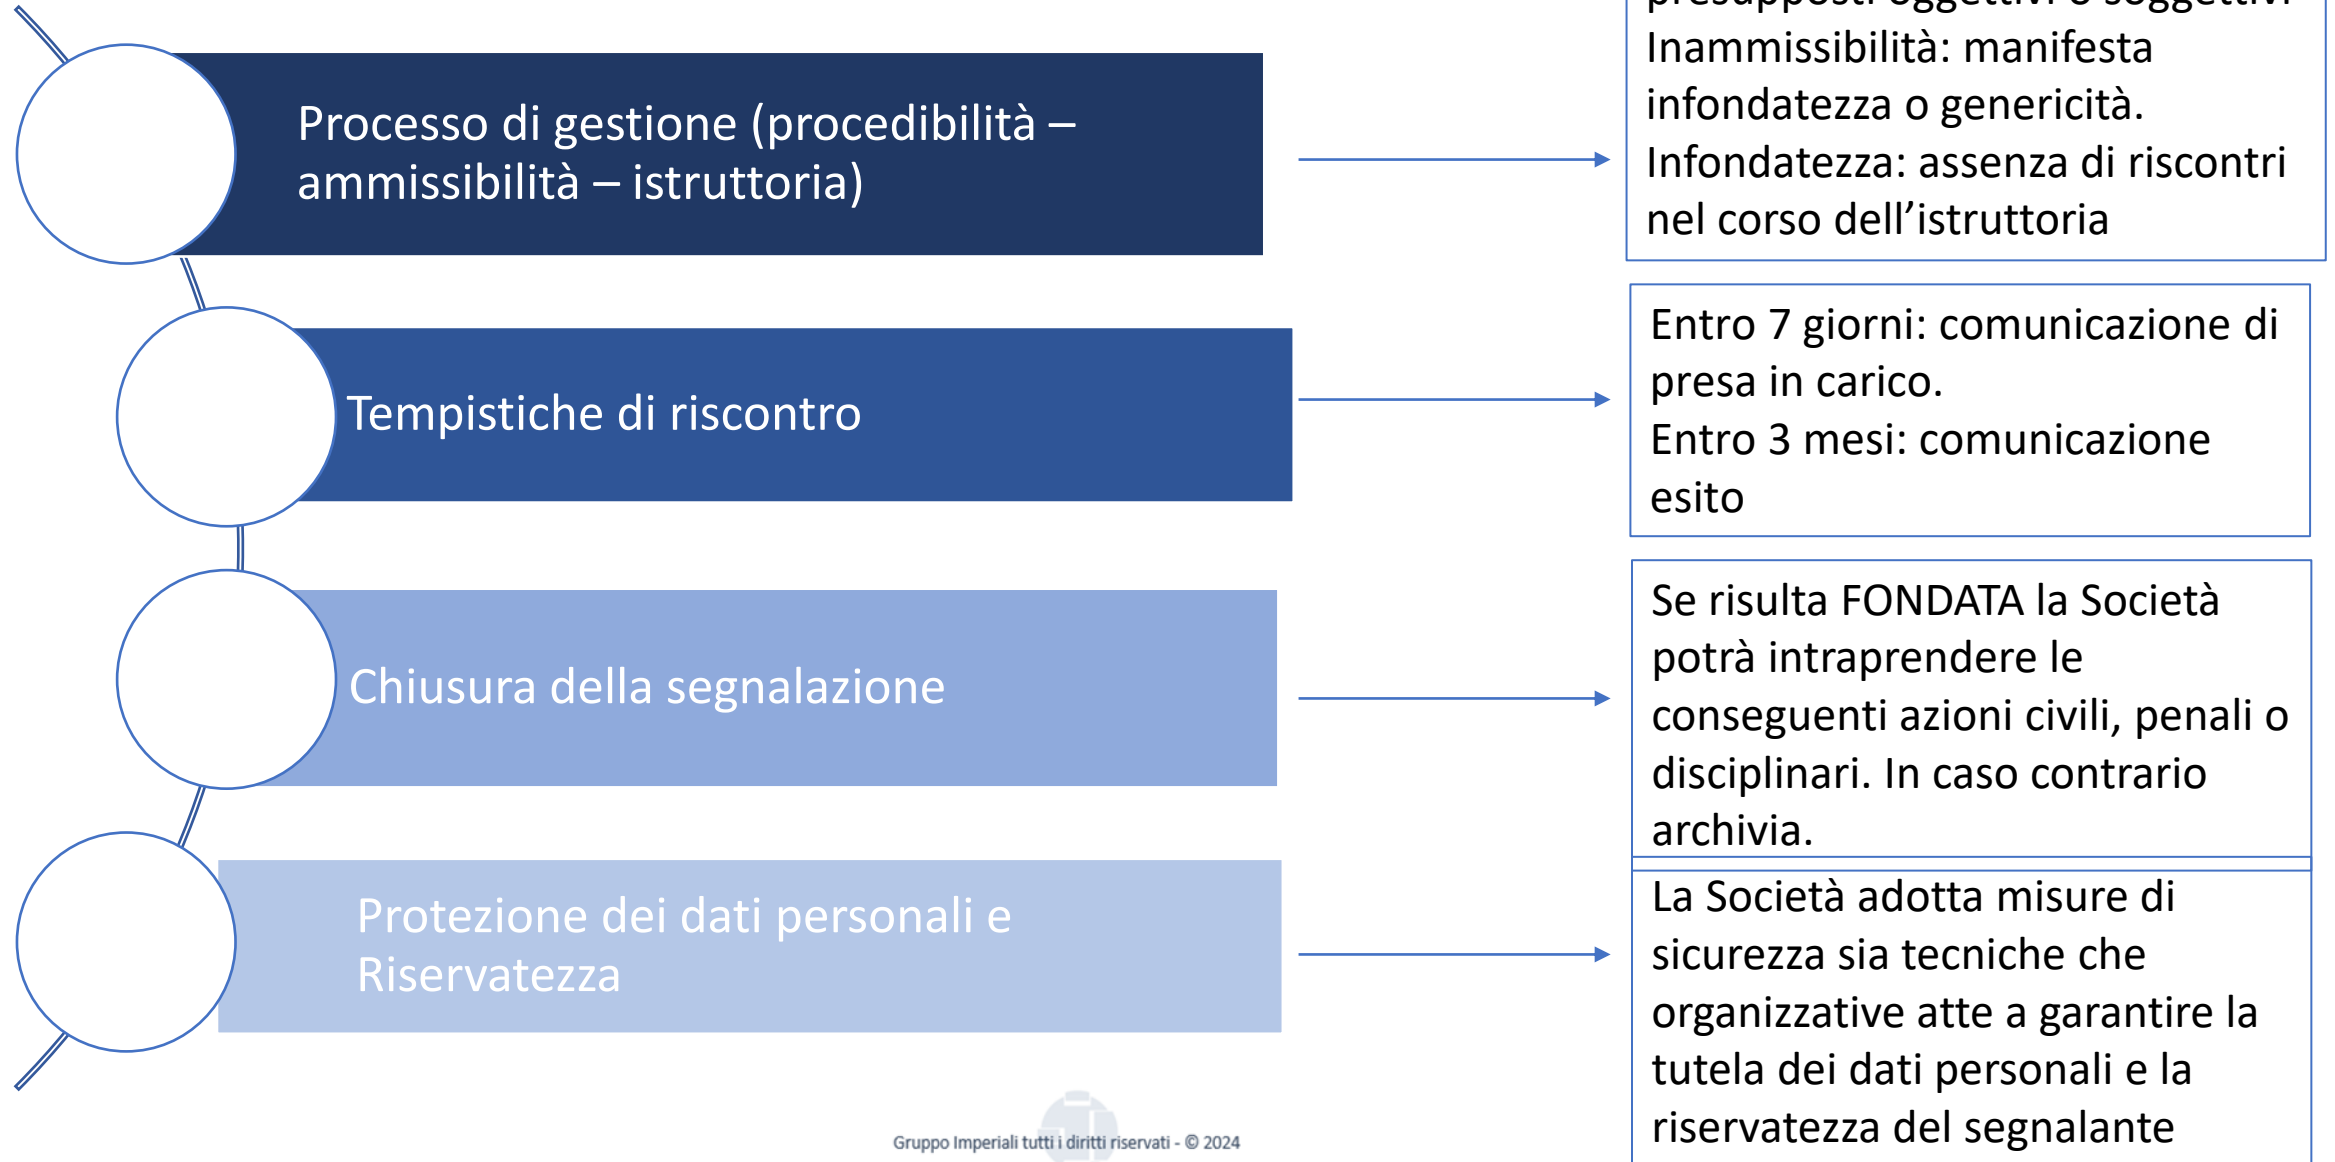 Processo di gestione (procedibilità –
ammissibilità – istruttoria)
presupposti oggettivi o soggettivi
Inammissibilità: manifesta
infondatezza o genericità.
Infondatezza: assenza di riscontri
nel corso dell’istruttoria
Tempistiche di riscontro
Entro 7 giorni: comunicazione di
presa in carico.
Entro 3 mesi: comunicazione
esito
Chiusura della segnalazione
Se risulta FONDATA la Società
potrà intraprendere le
conseguenti azioni civili, penali o
disciplinari. In caso contrario
archivia.
Protezione dei dati personali e
Riservatezza
La Società adotta misure di
sicurezza sia tecniche che
organizzative atte a garantire la
tutela dei dati personali e la
riservatezza del segnalante
Gruppo Imperiali tutti i diritti riservati - © 2024